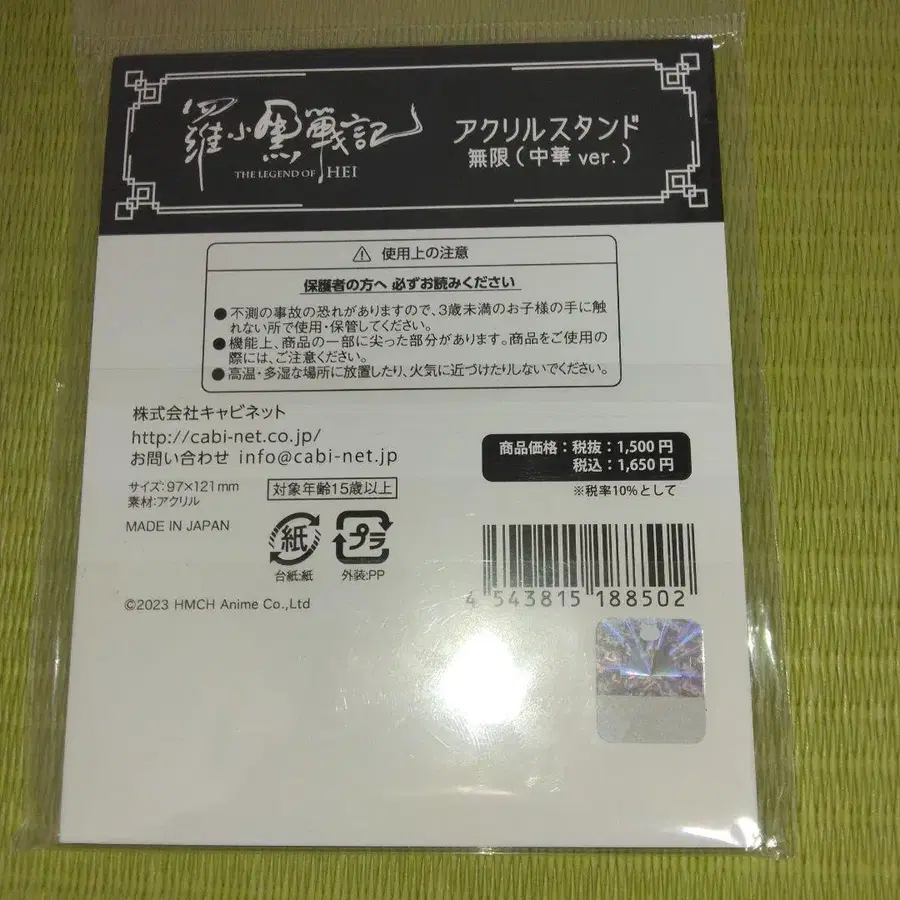 羅小黒戦記
THE LEGEND OF HEI
アクリルスタンド
無限(中華 ver.)
⚠ 使用上の注意
保護者の方へ 必ずお読みください
●不測の事故の恐れがありますので、3歳未満のお子様の手に触
れない所で使用・保管してください。
●機能上、商品の一部に尖った部分があります。商品をご使用の
際には、ご注意ください。
●高温・多湿な場所に放置したり、火気に近づけたりしないでください。
株式会社キャビネット
http://cabi-net.co.jp/
お問い合わせ info@cabi-net.jp
サイズ:97×121mm
素材:アクリル
対象年齢15歳以上
MADE IN JAPAN
紙
プラ
台紙:紙
外装:PP
©2023 HMCH Anime Co.,Ltd
商品価格:税抜:1,500円
税込:1,650円
※税率10%として
4 543815 188502